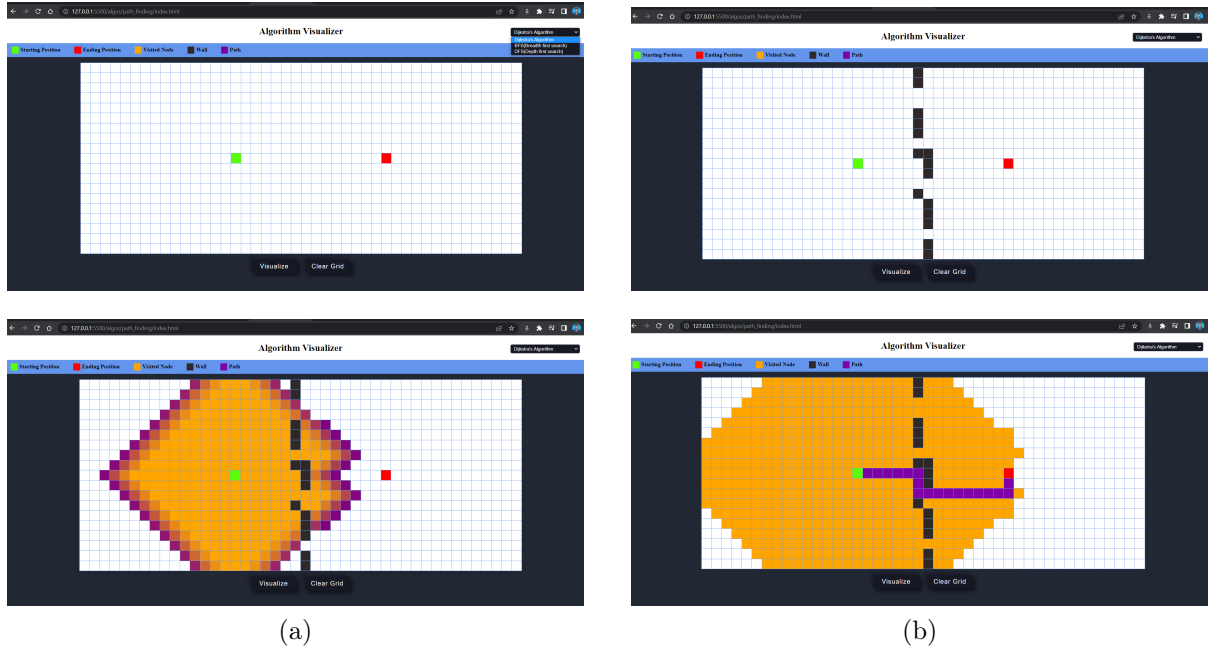 127.0.0.1:5500/algos/path_finding/index.html
Algorithm Visualizer
Dijkstra's Algorithm
BFS(Breadth first search)
DFS(Depth first search)
Starting Position Ending Position Visited Node Wall Path
Visualize Clear Grid
127.0.0.1:5500/algos/path_finding/index.html
Algorithm Visualizer
Dijkstra's Algorithm
Starting Position Ending Position Visited Node Wall Path
Visualize Clear Grid
127.0.0.1:5500/algos/path_finding/index.html
Algorithm Visualizer
Dijkstra's Algorithm
Starting Position Ending Position Visited Node Wall Path
Visualize Clear Grid
(a)
127.0.0.1:5500/algos/path_finding/index.html
Algorithm Visualizer
Dijkstra's Algorithm
Starting Position Ending Position Visited Node Wall Path
Visualize Clear Grid
(b)